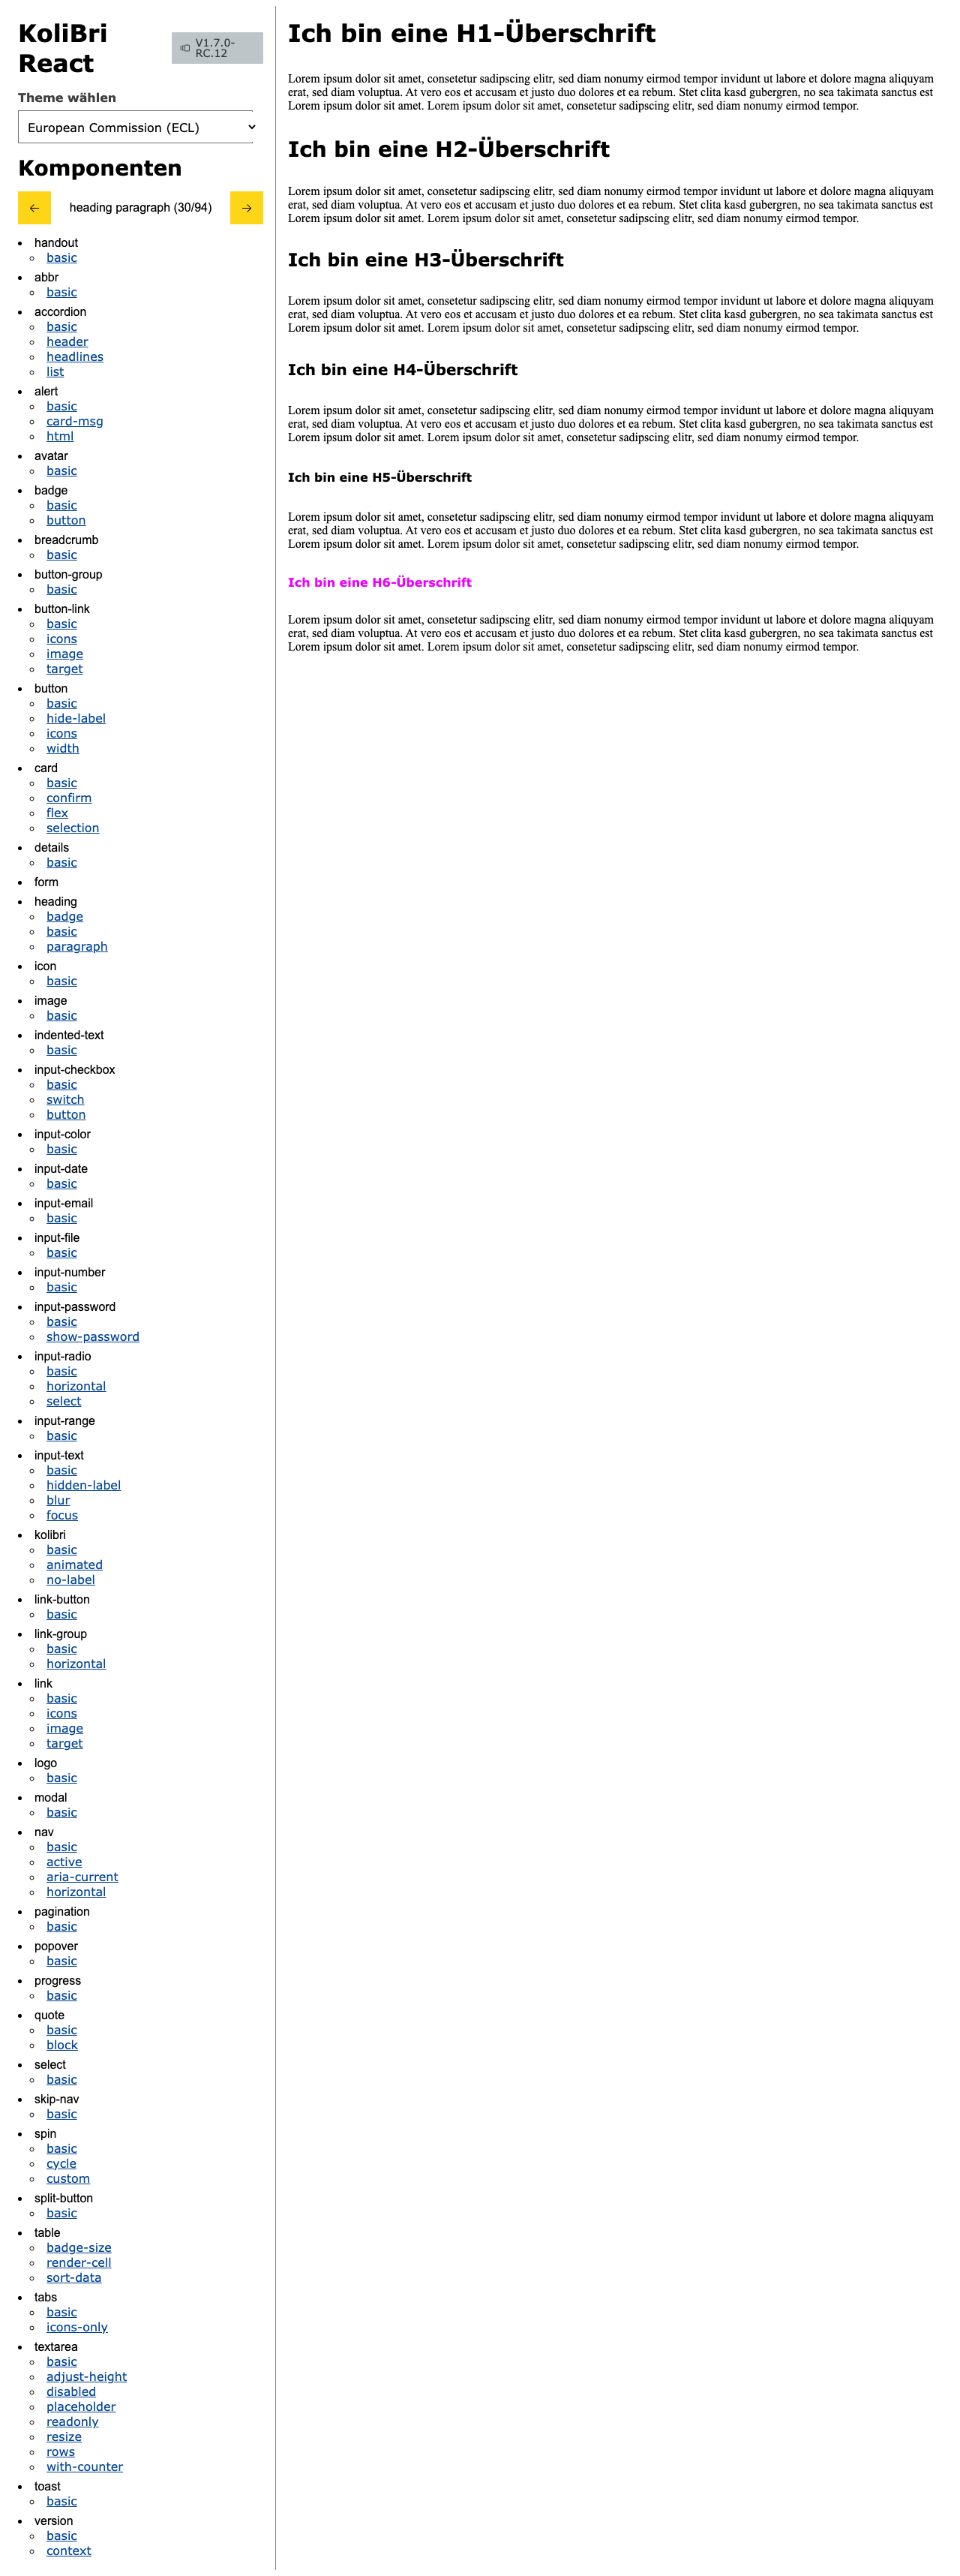 KoliBri
React
V1.7.0-
RC.12
Theme wählen
European Commission (ECL)
Komponenten
heading paragraph (30/94)
handout
basic
abbr
basic
accordion
basic
header
headlines
list
alert
basic
card-msg
html
avatar
basic
badge
basic
button
breadcrumb
basic
button-group
basic
button-link
basic
icons
image
target
button
basic
hide-label
icons
width
card
basic
confirm
flex
selection
details
basic
form
heading
badge
basic
paragraph
icon
basic
image
basic
indented-text
basic
input-checkbox
basic
switch
button
input-color
basic
input-date
basic
input-email
basic
input-file
basic
input-number
basic
input-password
basic
show-password
input-radio
basic
horizontal
select
input-range
basic
input-text
basic
hidden-label
blur
focus
kolibri
basic
animated
no-label
link-button
basic
link-group
basic
horizontal
link
basic
icons
image
target
logo
basic
modal
basic
nav
basic
active
aria-current
horizontal
pagination
basic
popover
basic
progress
basic
quote
basic
block
select
basic
skip-nav
basic
spin
basic
cycle
custom
split-button
basic
table
badge-size
render-cell
sort-data
tabs
basic
icons-only
textarea
basic
adjust-height
disabled
placeholder
readonly
resize
rows
with-counter
toast
basic
version
basic
context
Ich bin eine H1-Überschrift
Lorem ipsum dolor sit amet, consetetur sadipscing elitr, sed diam nonumy eirmod tempor invidunt ut labore et dolore magna aliquyam
erat, sed diam voluptua. At vero eos et accusam et justo duo dolores et ea rebum. Stet clita kasd gubergren, no sea takimata sanctus est
Lorem ipsum dolor sit amet. Lorem ipsum dolor sit amet, consetetur sadipscing elitr, sed diam nonumy eirmod tempor.
Ich bin eine H2-Überschrift
Lorem ipsum dolor sit amet, consetetur sadipscing elitr, sed diam nonumy eirmod tempor invidunt ut labore et dolore magna aliquyam
erat, sed diam voluptua. At vero eos et accusam et justo duo dolores et ea rebum. Stet clita kasd gubergren, no sea takimata sanctus est
Lorem ipsum dolor sit amet. Lorem ipsum dolor sit amet, consetetur sadipscing elitr, sed diam nonumy eirmod tempor.
Ich bin eine H3-Überschrift
Lorem ipsum dolor sit amet, consetetur sadipscing elitr, sed diam nonumy eirmod tempor invidunt ut labore et dolore magna aliquyam
erat, sed diam voluptua. At vero eos et accusam et justo duo dolores et ea rebum. Stet clita kasd gubergren, no sea takimata sanctus est
Lorem ipsum dolor sit amet. Lorem ipsum dolor sit amet, consetetur sadipscing elitr, sed diam nonumy eirmod tempor.
Ich bin eine H4-Überschrift
Lorem ipsum dolor sit amet, consetetur sadipscing elitr, sed diam nonumy eirmod tempor invidunt ut labore et dolore magna aliquyam
erat, sed diam voluptua. At vero eos et accusam et justo duo dolores et ea rebum. Stet clita kasd gubergren, no sea takimata sanctus est
Lorem ipsum dolor sit amet. Lorem ipsum dolor sit amet, consetetur sadipscing elitr, sed diam nonumy eirmod tempor.
Ich bin eine H5-Überschrift
Lorem ipsum dolor sit amet, consetetur sadipscing elitr, sed diam nonumy eirmod tempor invidunt ut labore et dolore magna aliquyam
erat, sed diam voluptua. At vero eos et accusam et justo duo dolores et ea rebum. Stet clita kasd gubergren, no sea takimata sanctus est
Lorem ipsum dolor sit amet. Lorem ipsum dolor sit amet, consetetur sadipscing elitr, sed diam nonumy eirmod tempor.
Ich bin eine H6-Überschrift
Lorem ipsum dolor sit amet, consetetur sadipscing elitr, sed diam nonumy eirmod tempor invidunt ut labore et dolore magna aliquyam
erat, sed diam voluptua. At vero eos et accusam et justo duo dolores et ea rebum. Stet clita kasd gubergren, no sea takimata sanctus est
Lorem ipsum dolor sit amet. Lorem ipsum dolor sit amet, consetetur sadipscing elitr, sed diam nonumy eirmod tempor.